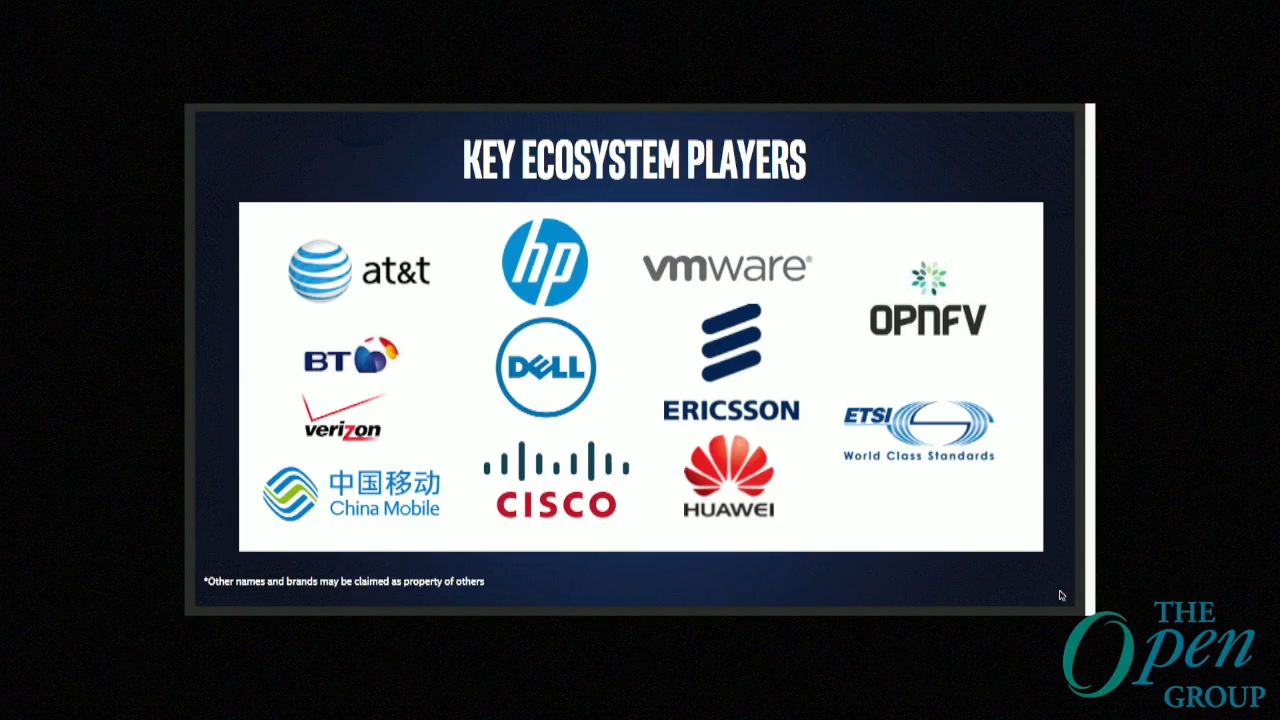 KEY ECOSYSTEM PLAYERS
at&t
hp
vmware®
OPNFV
BT
DELL
ERICSSON
verizon
ETSI
World Class Standards
中国移动
China Mobile
CISCO
HUAWEI
*Other names and brands may be claimed as property of others
THE
Open
GROUP